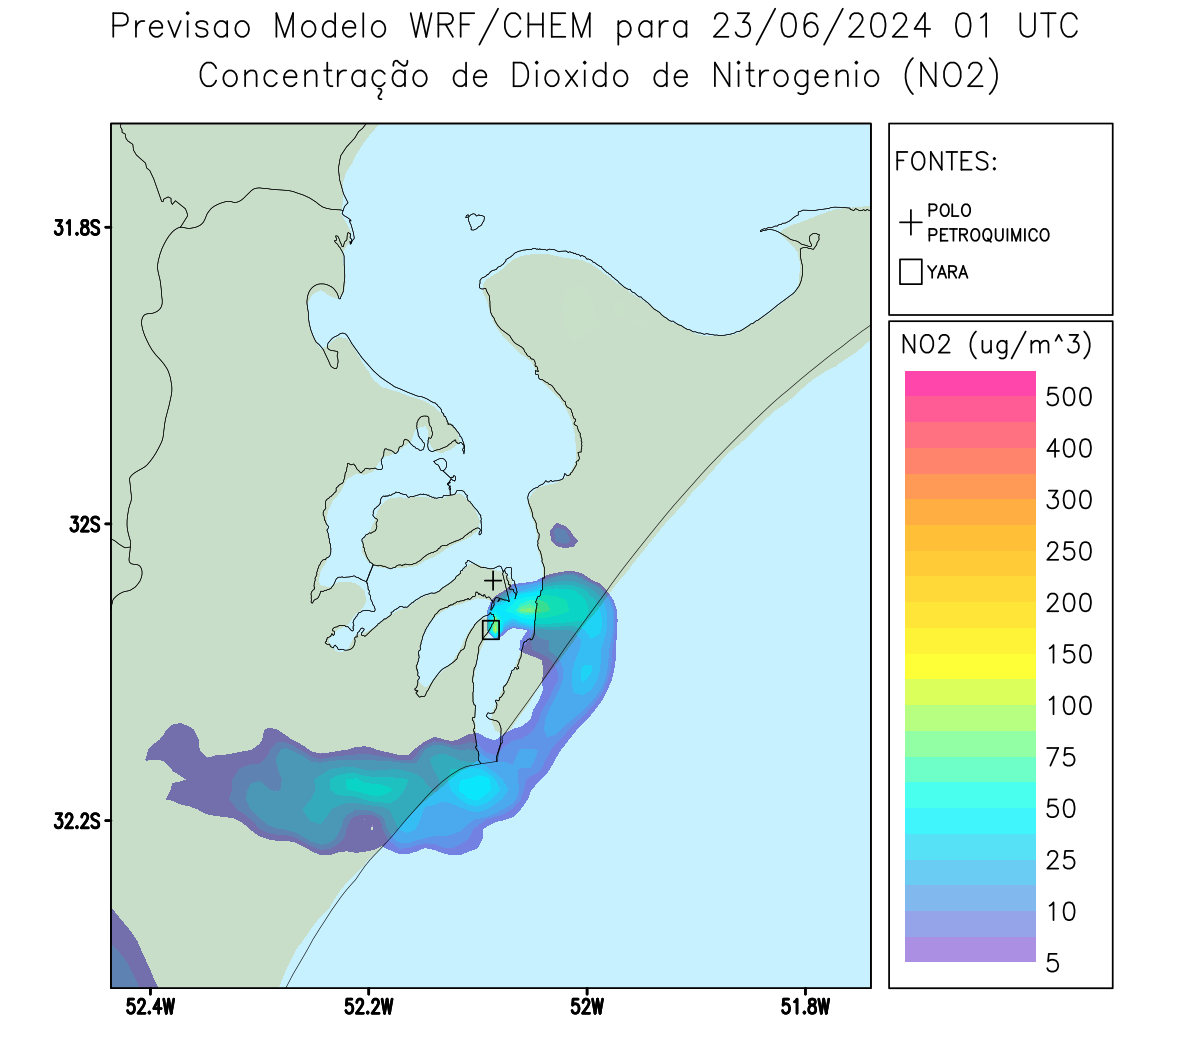 Previsao Modelo WRF/CHEM para 23/06/2024 01 UTC
Concentração de Dioxido de Nitrogenio (NO2)
FONTES:
POLO
PETROQUIMICO
YARA
NO2 (ug/m^3)
500
400
300
250
200
150
100
75
50
25
10
5
31.8S
32S
32.2S
52.4W
52.2W
52W
51.8W